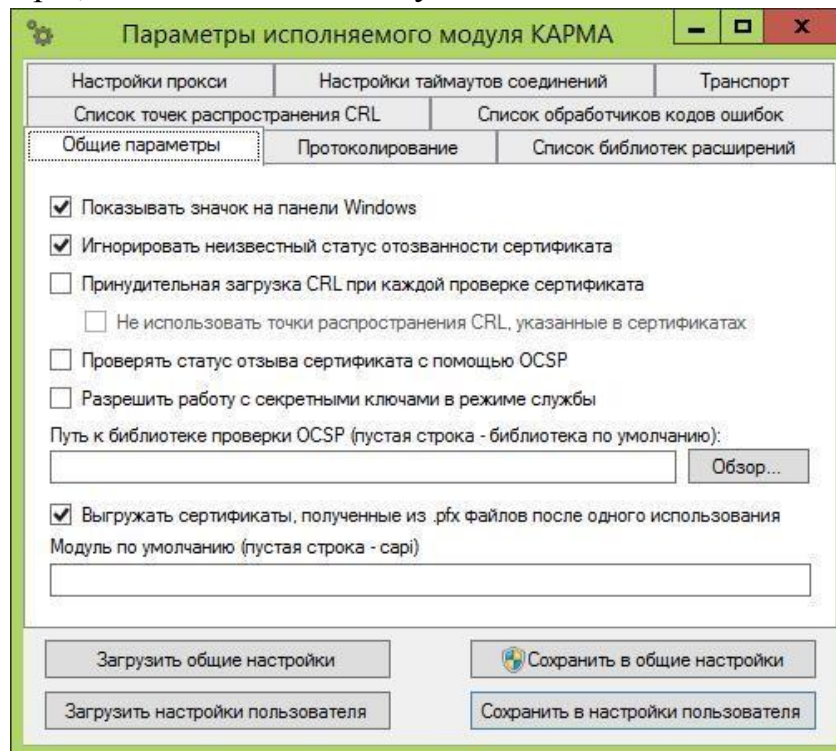 Параметры исполняемого модуля КАРМА
Настройки прокси
Настройки таймаутов соединений
Транспорт
Список точек распространения CRL
Список обработчиков кодов ошибок
Общие параметры
Протоколирование
Список библиотек расширений
Показывать значок на панели Windows
Игнорировать неизвестный статус отозванности сертификата
Принудительная загрузка CRL при каждой проверке сертификата
Не использовать точки распространения CRL, указанные в сертификатах
Проверять статус отзыва сертификата с помощью OCSP
Разрешить работу с секретными ключами в режиме службы
Путь к библиотеке проверки OCSP (пустая строка - библиотека по умолчанию):
Обзор...
Выгружать сертификаты, полученные из .pfx файлов после одного использования
Модуль по умолчанию (пустая строка - capi)
Загрузить общие настройки
Сохранить в общие настройки
Загрузить настройки пользователя
Сохранить в настройки пользователя